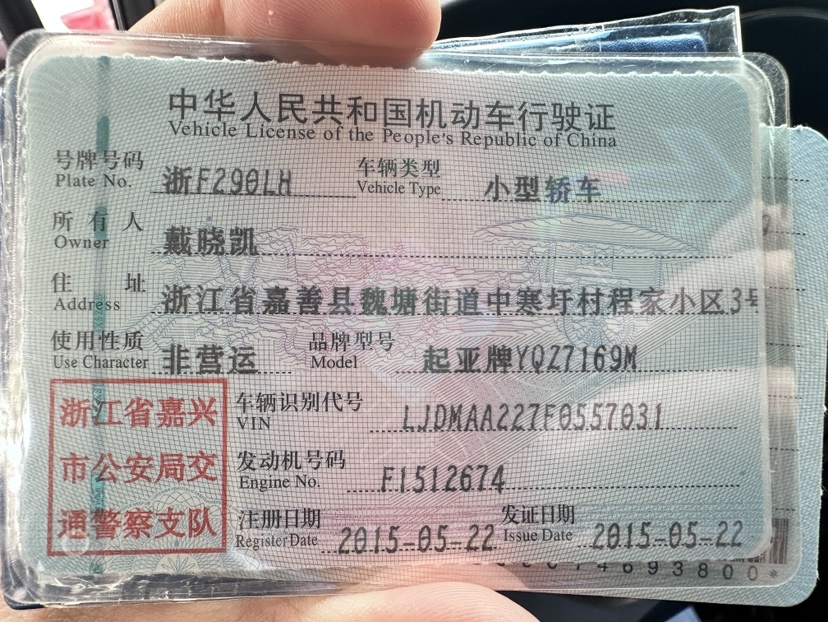 中华人民共和国机动车行驶证
Vehicle License of the People's Republic of China
号牌号码 浙F290LH 车辆类型 小型轿车
Plate No. Vehicle Type
所有人 戴晓凯
Owner
住址 浙江省嘉善县魏塘街道中寒圩村程家小区3号
Address
使用性质 非营运 品牌型号 起亚牌YQZ7169M
Use Character Model
浙江省嘉兴
市公安局交
通警察支队
车辆识别代号 LJDMAA227F0557031
VIN
发动机号码 F1512674
Engine No.
注册日期 2015-05-22 发证日期 2015-05-22
Register Date Issue Date
74693800*